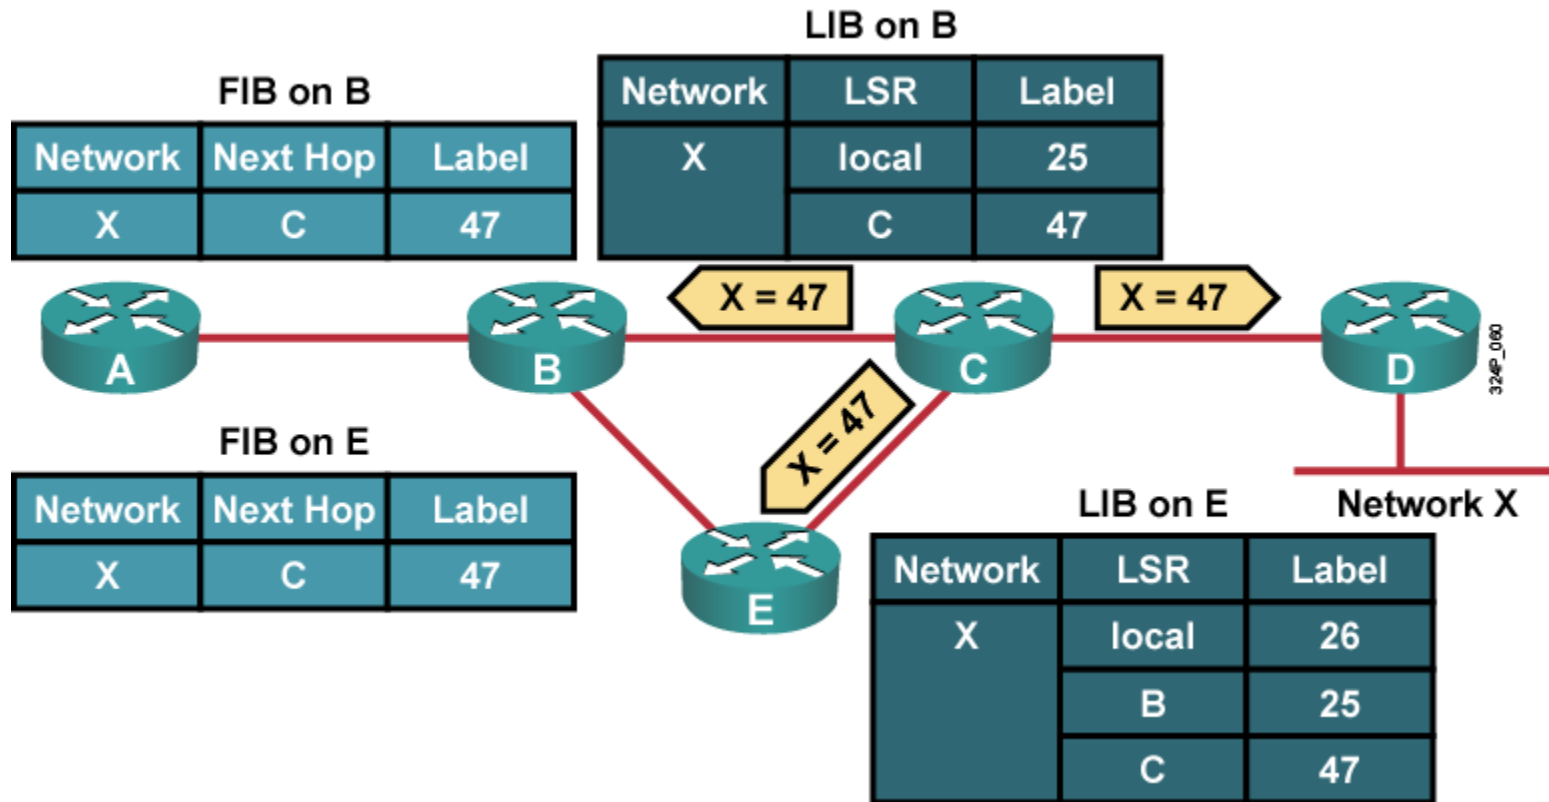 LIB on B
Network LSR Label
X local 25
C 47
FIB on B
Network Next Hop Label
X C 47
X = 47
X = 47
A
B
C
D
324P_060
X = 47
FIB on E
Network Next Hop Label
X C 47
E
Network X
LIB on E
Network LSR Label
X local 26
B 25
C 47